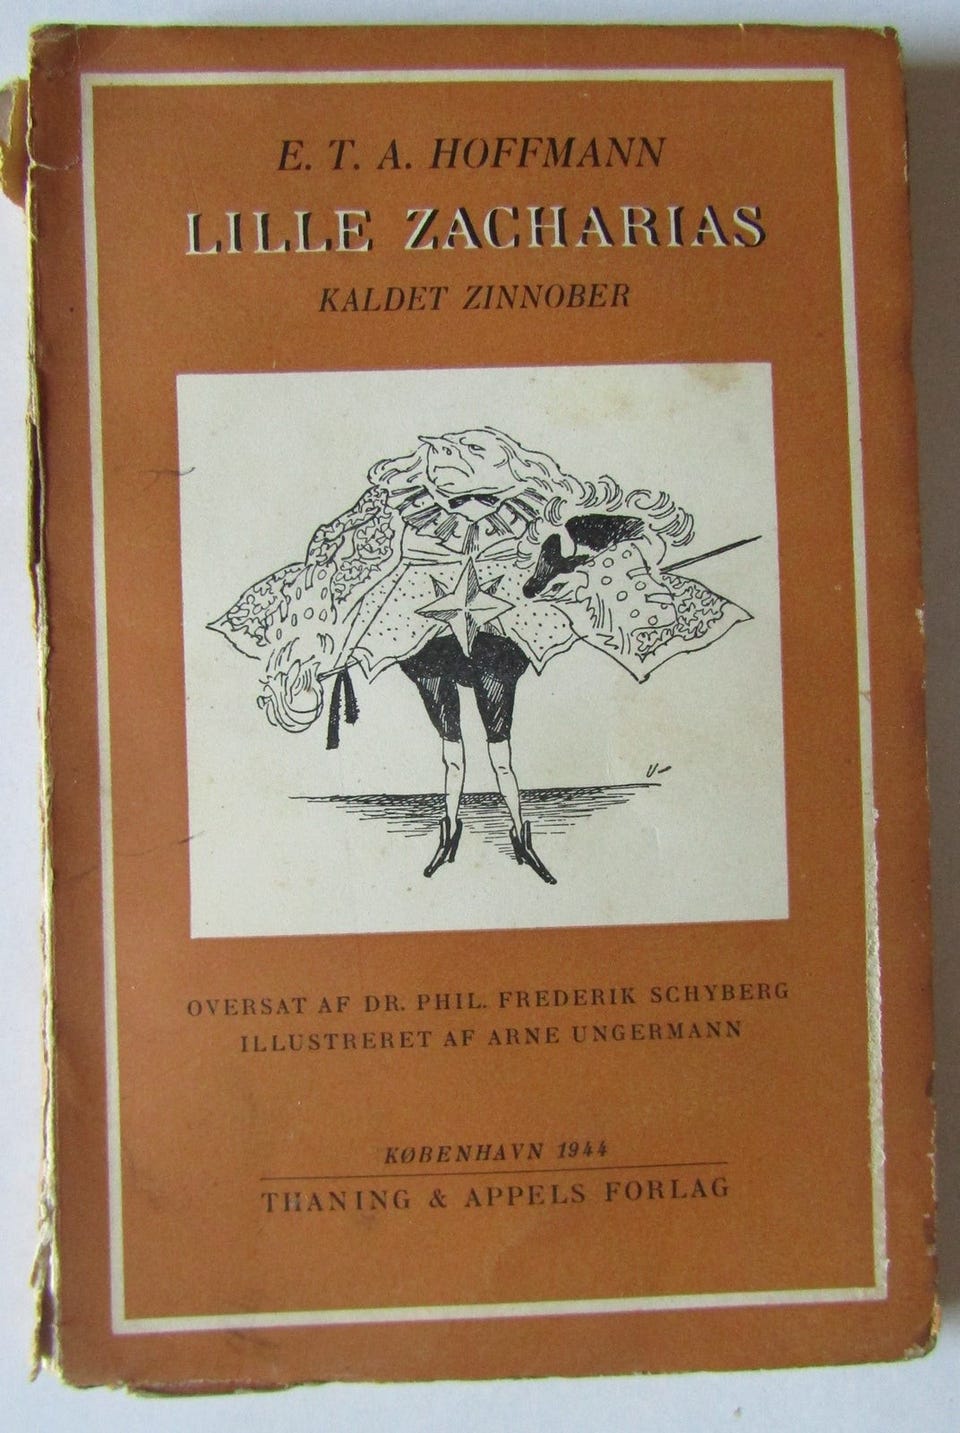 E. T. A. HOFFMANN
LILLE ZACHARIAS
KALDET ZINNOBER
U
OVERSAT AF DR. PHIL. FREDERIK SCHYBERG
ILLUSTRERET AF ARNE UNGERMANN
KØBENHAVN 1944
THANING & APPELS FORLAG